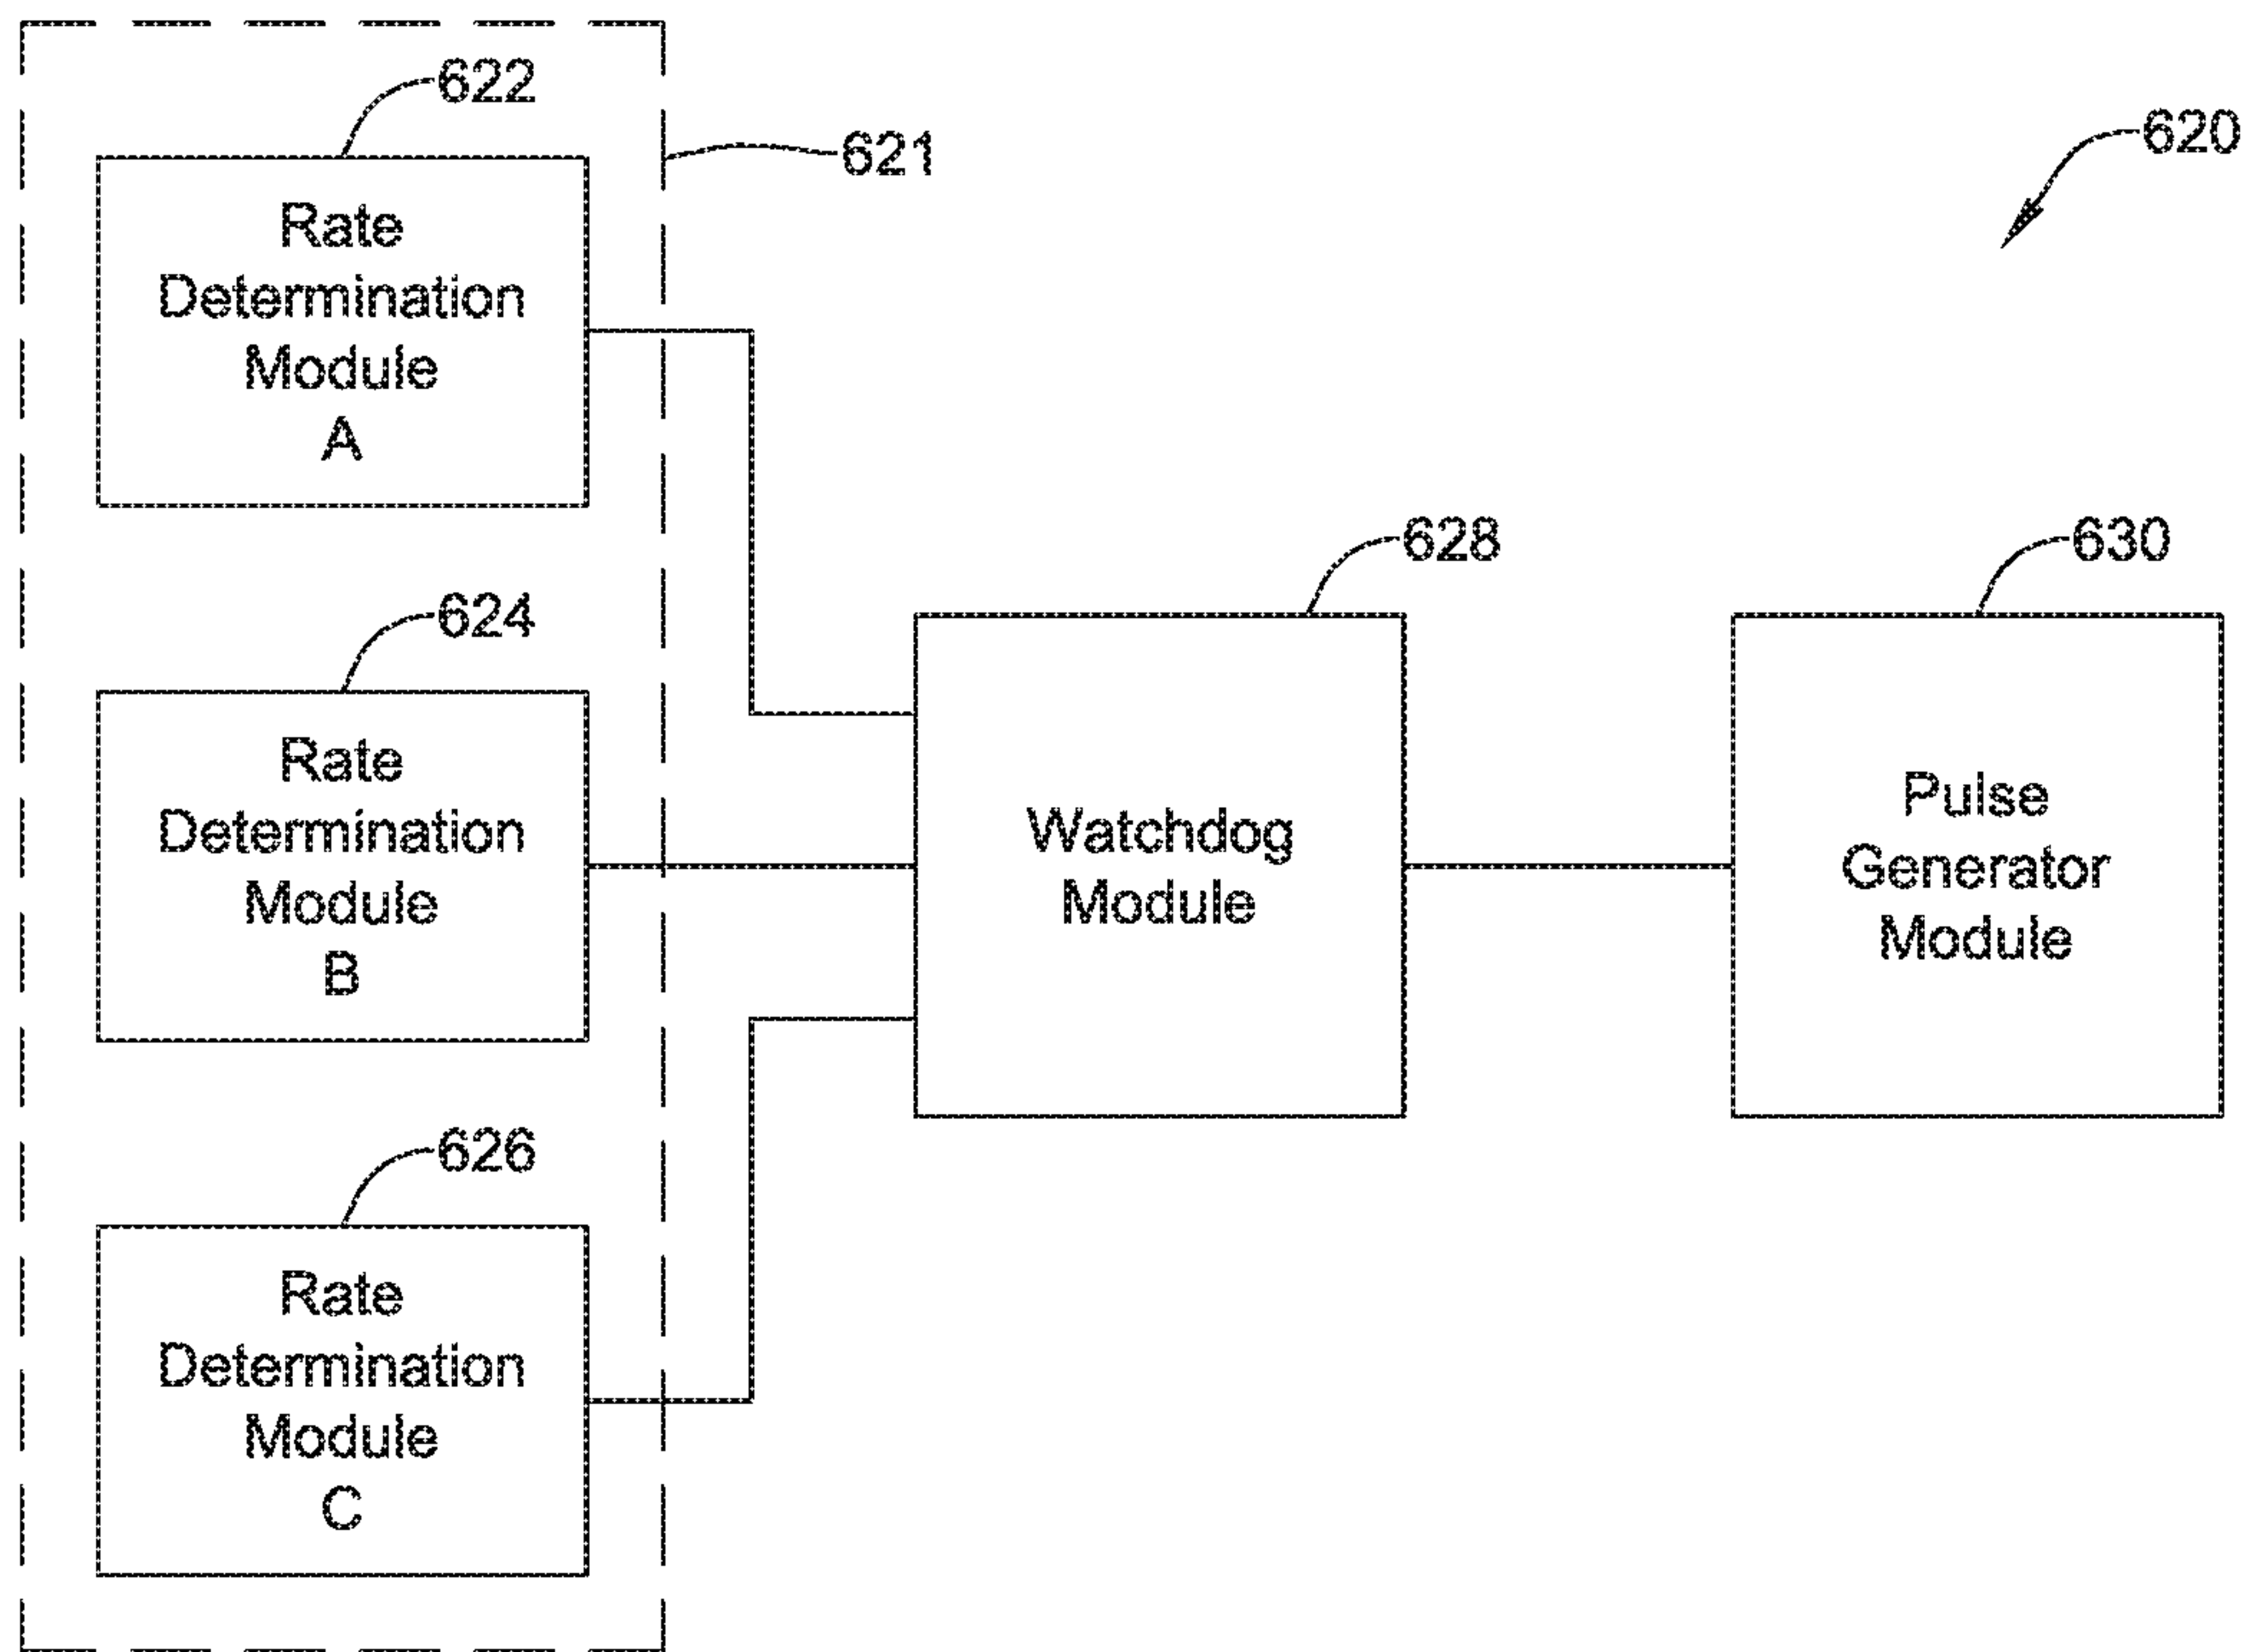 622
621
620
Rate
Determination
Module
A
628
630
624
Rate
Determination
Module
B
Watchdog
Module
Pulse
Generator
Module
626
Rate
Determination
Module
C